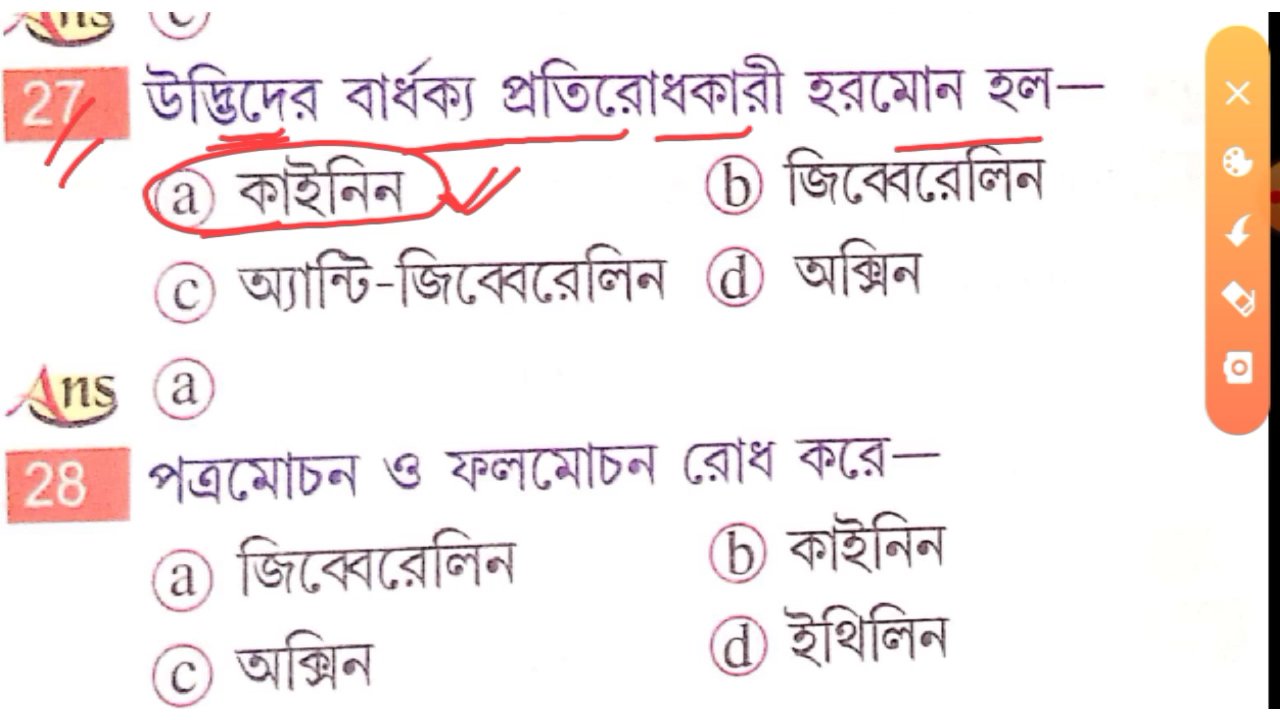 Ans c
27 উদ্ভিদের বার্ধক্য প্রতিরোধকারী হরমোন হল—
a কাইনিন b জিব্বেরেলিন
c অ্যান্টি-জিব্বেরেলিন d অক্সিন
Ans a
28 পত্রমোচন ও ফলমোচন রোধ করে—
a জিব্বেরেলিন b কাইনিন
c অক্সিন d ইথিলিন